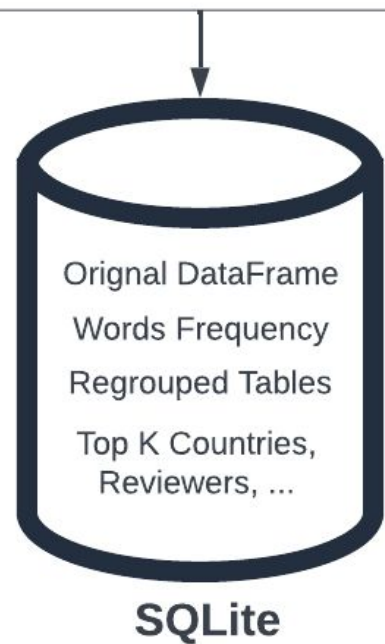 Orignal DataFrame
Words Frequency
Regrouped Tables
Top K Countries,
Reviewers, ...
SQLite